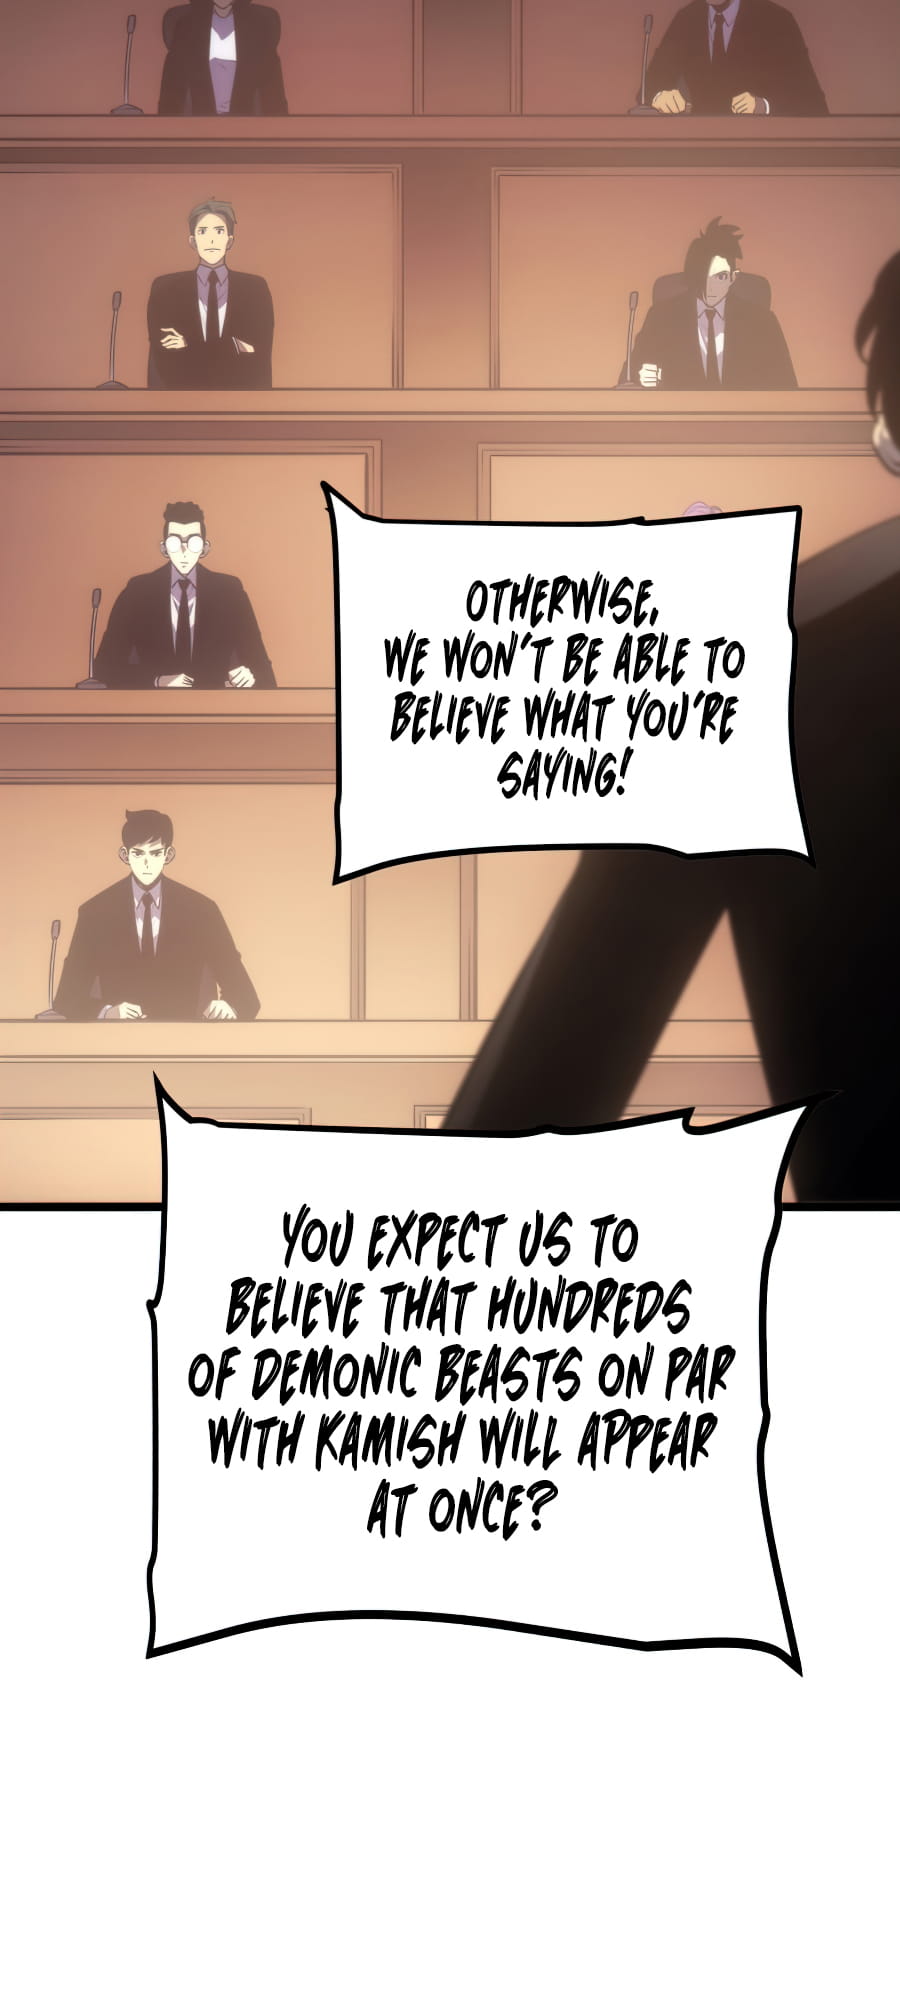 OTHERWISE,
WE WON'T BE ABLE TO
BELIEVE WHAT YOU'RE
SAYING!
YOU EXPECT US TO
BELIEVE THAT HUNDREDS
OF DEMONIC BEASTS ON PAR
WITH KAMISH WILL APPEAR
AT ONCE?